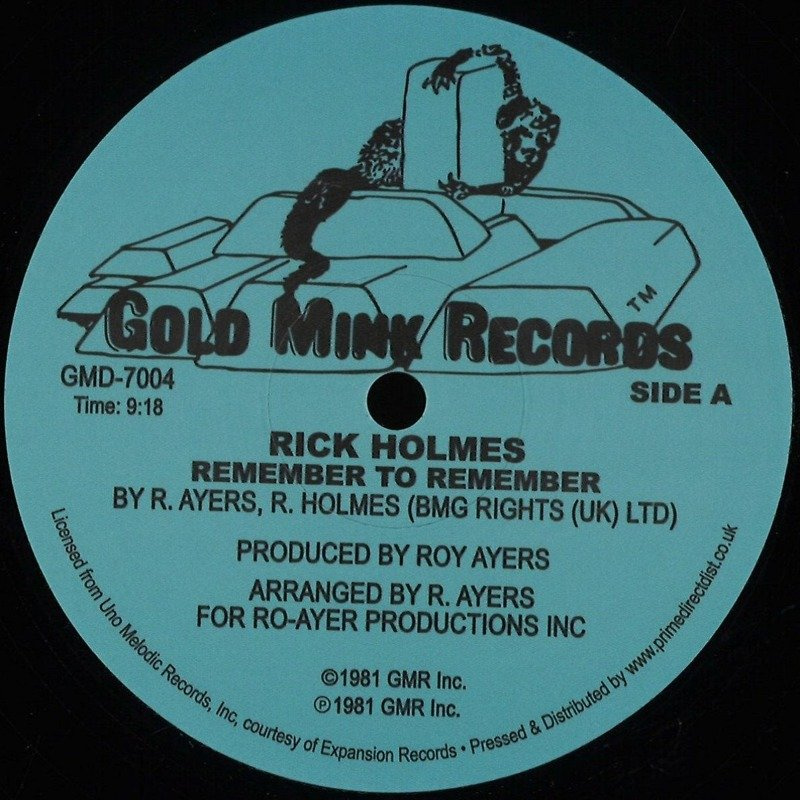 GOLD MINK RECORDS TM
GMD-7004
Time: 9:18
SIDE A
RICK HOLMES
REMEMBER TO REMEMBER
BY R. AYERS, R. HOLMES (BMG RIGHTS (UK) LTD)
PRODUCED BY ROY AYERS
ARRANGED BY R. AYERS
FOR RO-AYER PRODUCTIONS INC
©1981 GMR Inc.
℗1981 GMR Inc.
Licensed from Uno Melodic Records, Inc, courtesy of Expansion Records • Pressed & Distributed by www.primedirectdist.co.uk